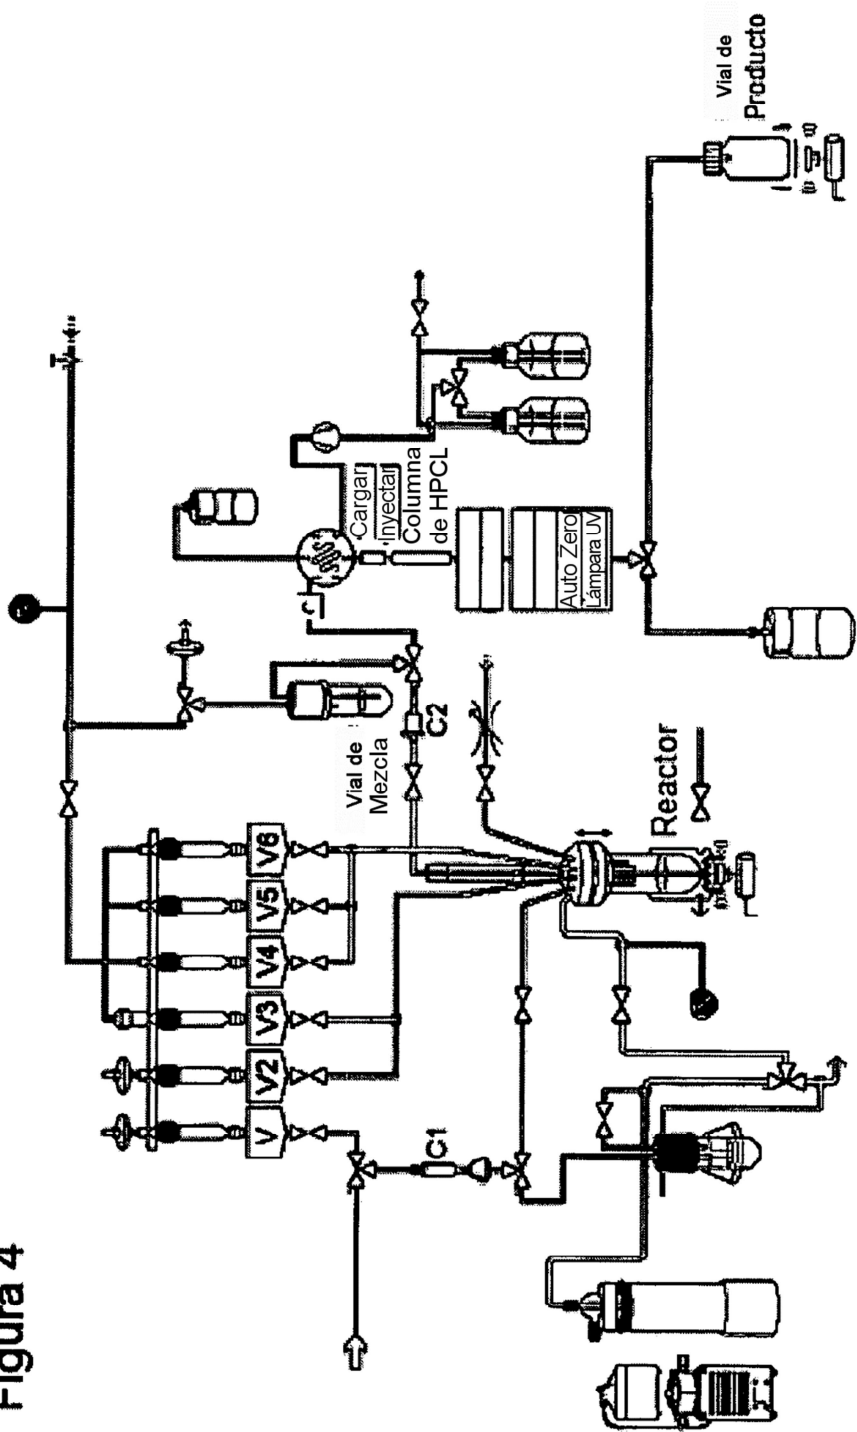 Figura 4
V
V2
V3
V4
V5
V6
C1
C2
Vial de
Mezcla
Reactor
Cargar
Inyectar
Columna
de HPCL
Auto Zero
Lámpara UV
Vial de
Producto